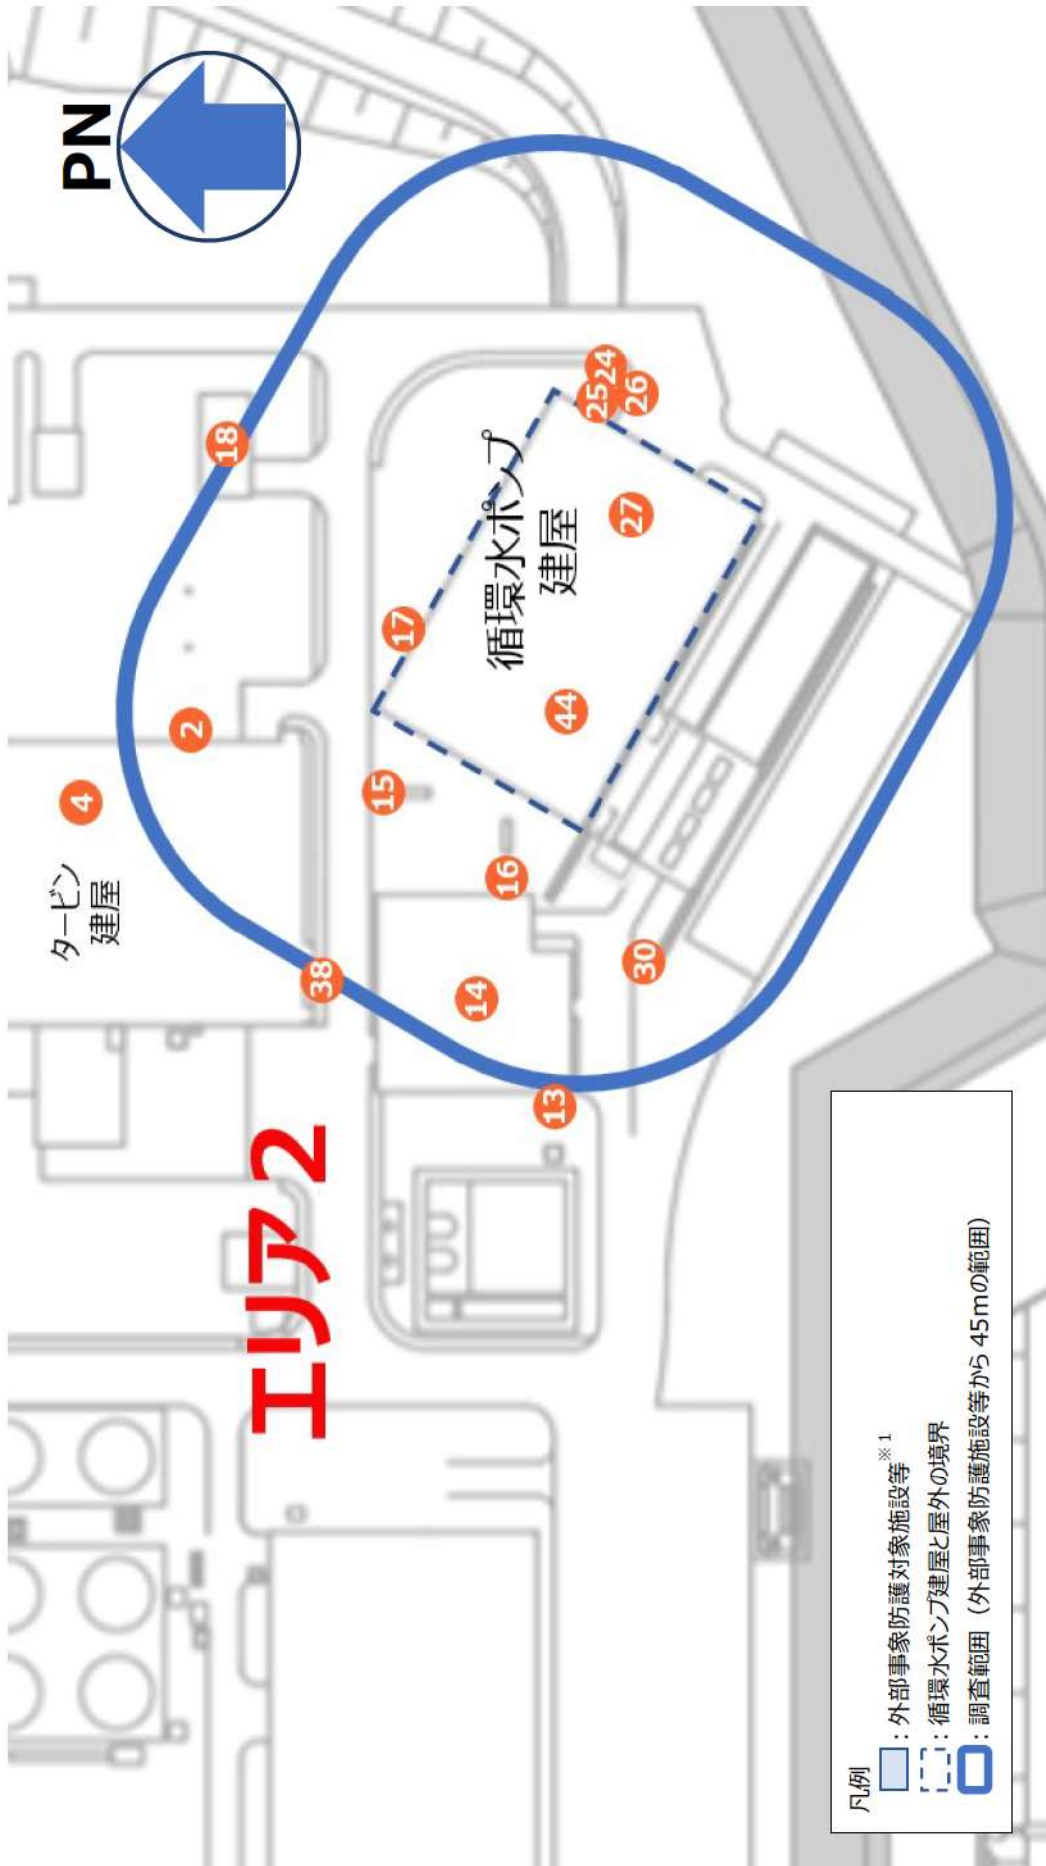 PN
エリア 2
タービン
建屋
循環水ポンプ
建屋
4
2
18
38
15
17
16
14
13
44
27
25
24
26
30
凡例
：外部事象防護対象施設等※1
：循環水ポンプ建屋と屋外の境界
：調査範囲（外部事象防護施設等から 45mの範囲）